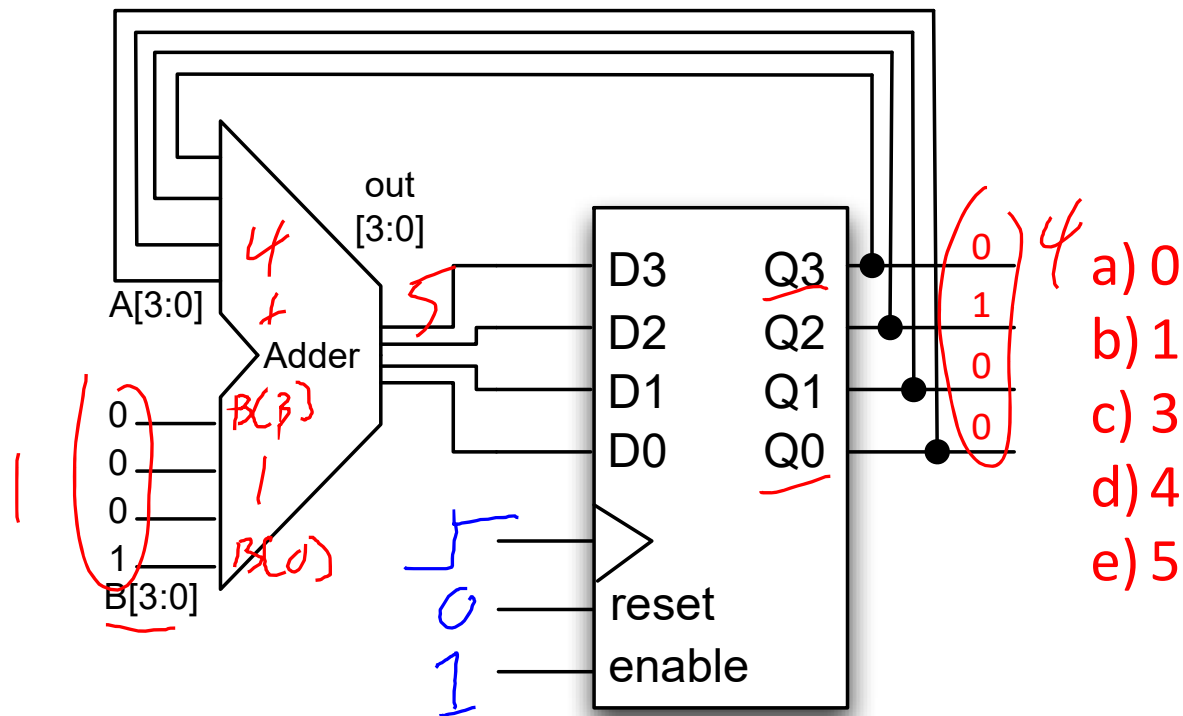 out
[3:0]
4
+
5
A[3:0]
Adder
1
0
0
0
1
B(3)
1
B(0)
B[3:0]
D3 Q3
D2 Q2
D1 Q1
D0 Q0
0
reset
1
enable
0
1
0
0
4
a) 0
b) 1
c) 3
d) 4
e) 5